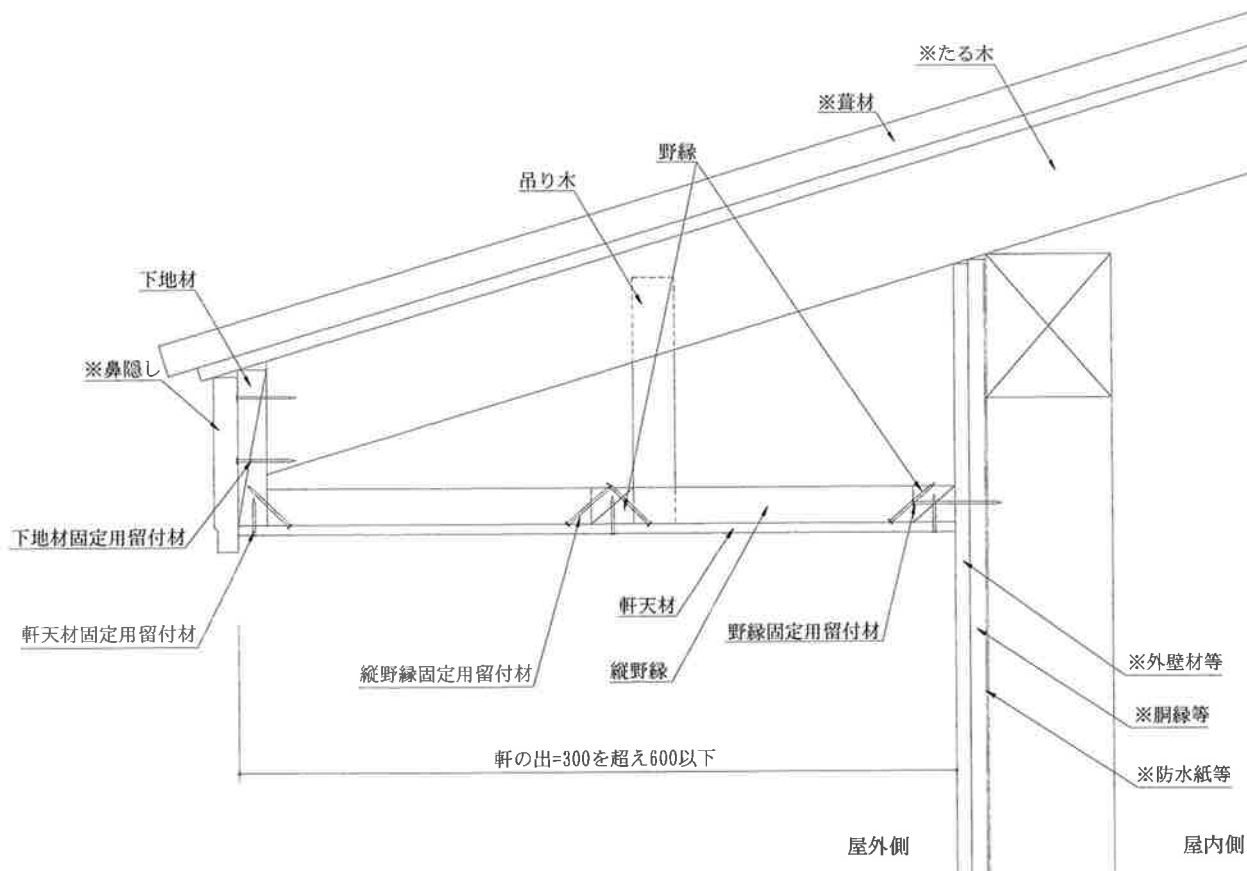 ※たる木
※葺材
野縁
吊り木
下地材
※鼻隠し
下地材固定用留付材
軒天材
軒天材固定用留付材
野縁固定用留付材
縦野縁固定用留付材
縦野縁
※外壁材等
※胴縁等
軒の出=300を超え600以下
※防水紙等
屋外側
屋内側